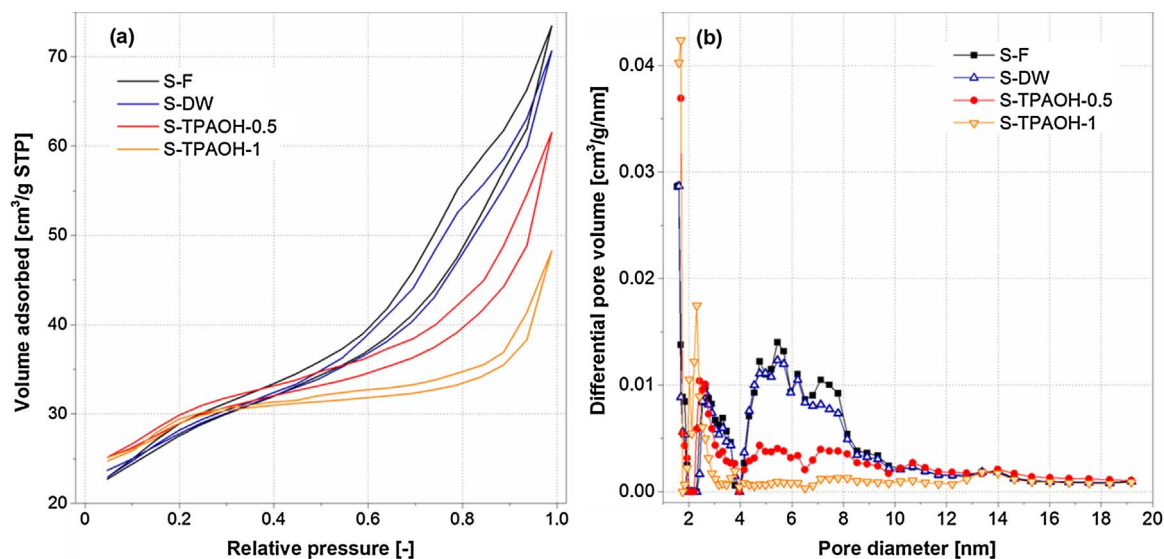 (a)
S-F
S-DW
S-TPAOH-0.5
S-TPAOH-1
Volume adsorbed [cm³/g STP]
70
60
50
40
30
20
0.0 0.2 0.4 0.6 0.8 1.0
Relative pressure [-]
(b)
S-F
S-DW
S-TPAOH-0.5
S-TPAOH-1
Differential pore volume [cm³/g/nm]
0.04
0.03
0.02
0.01
0.00
2 4 6 8 10 12 14 16 18 20
Pore diameter [nm]